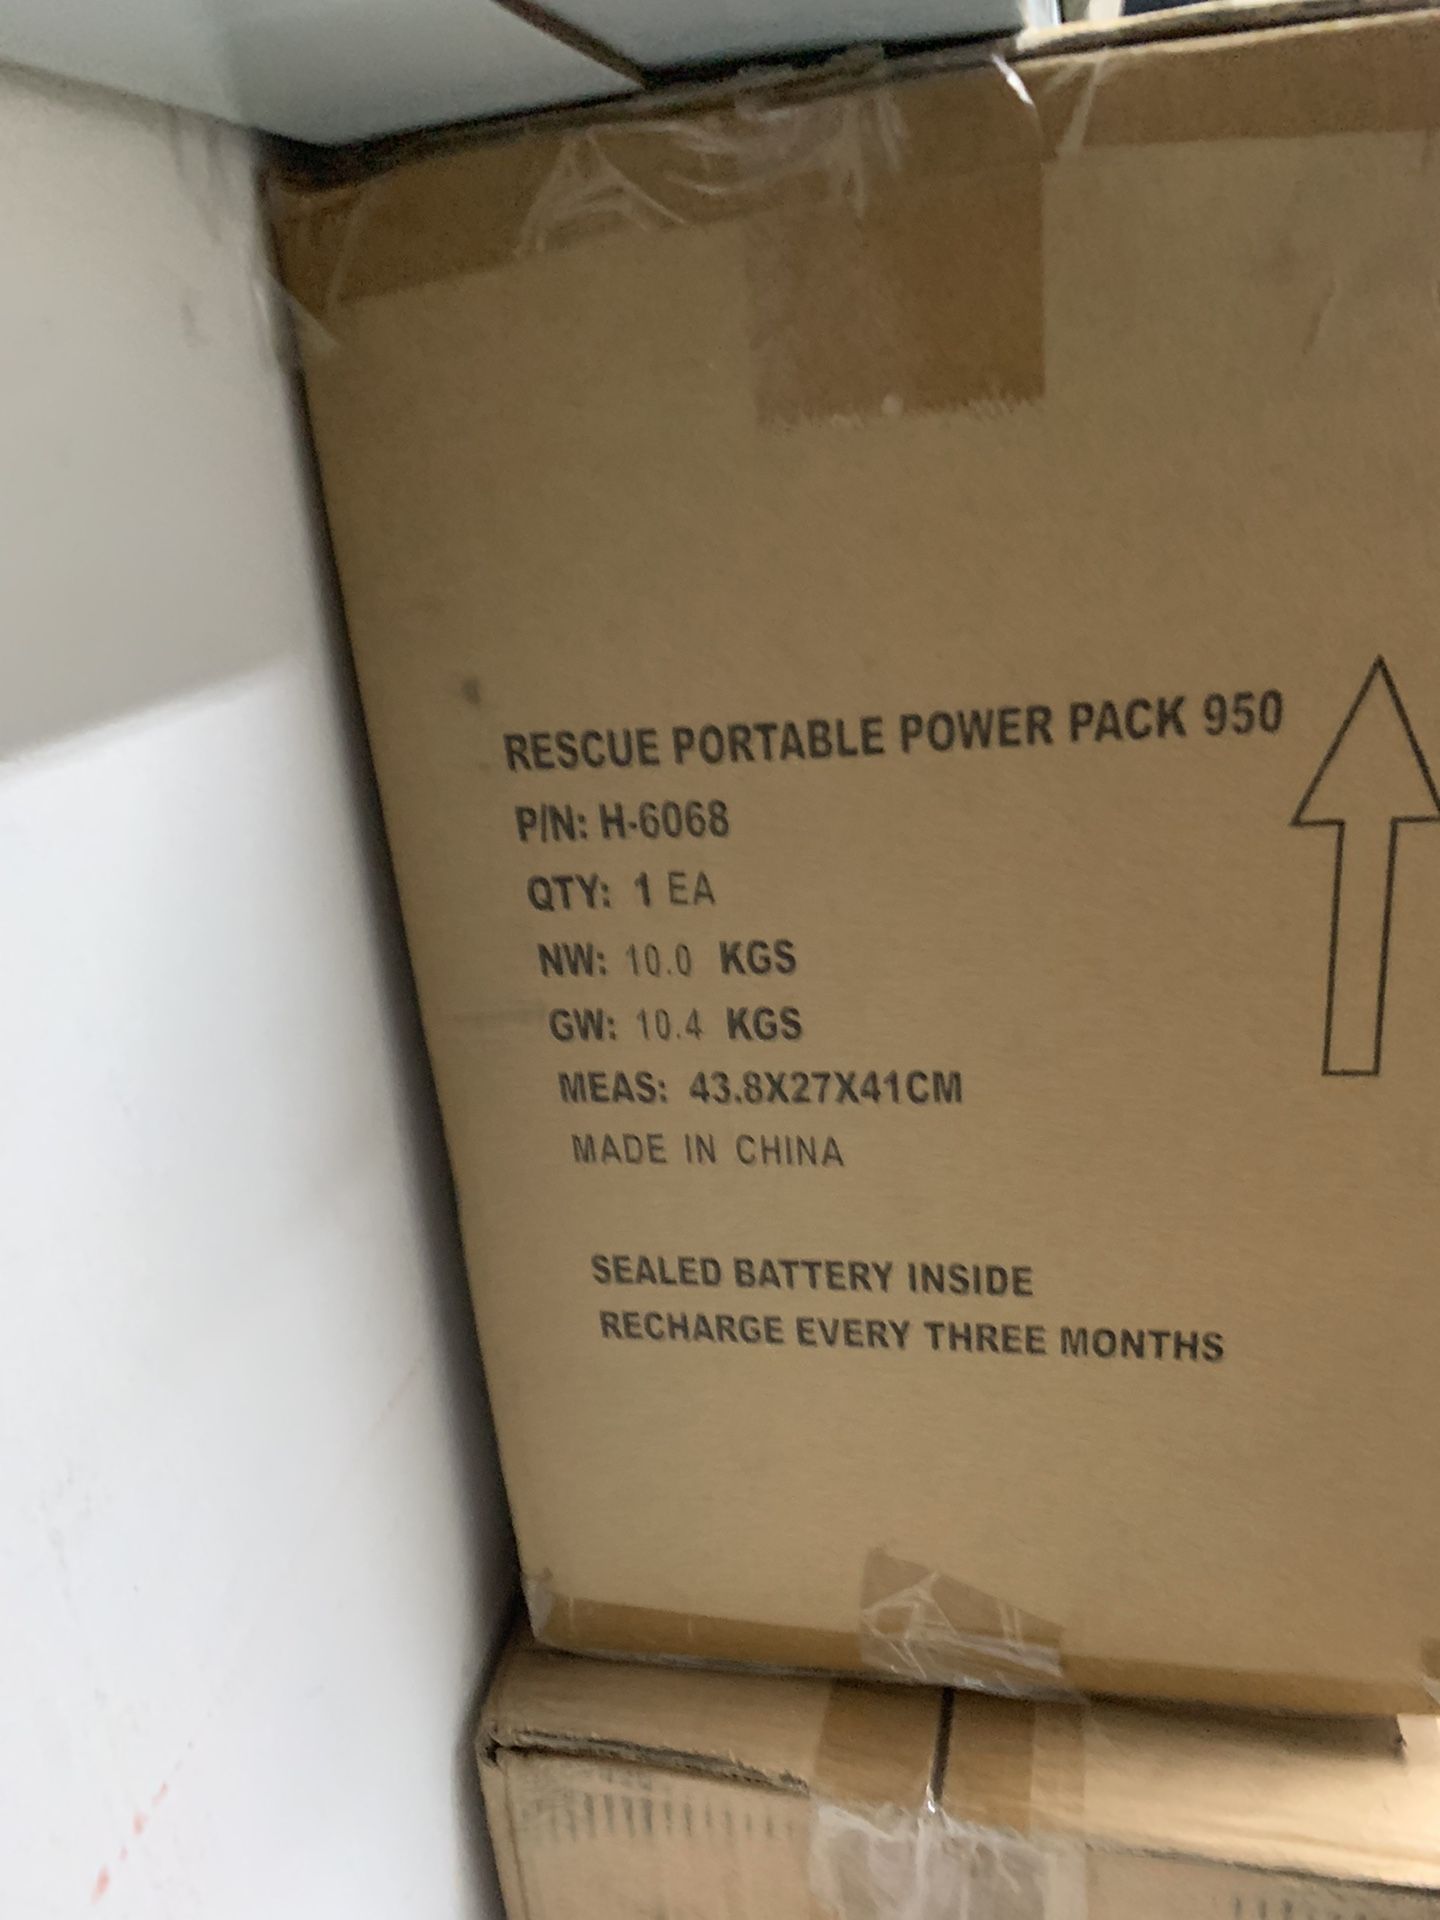 RESCUE PORTABLE POWER PACK 950
P/N: H-6068
QTY: 1 EA
NW: 10.0 KGS
GW: 10.4 KGS
MEAS: 43.8X27X41CM
MADE IN CHINA
SEALED BATTERY INSIDE
RECHARGE EVERY THREE MONTHS